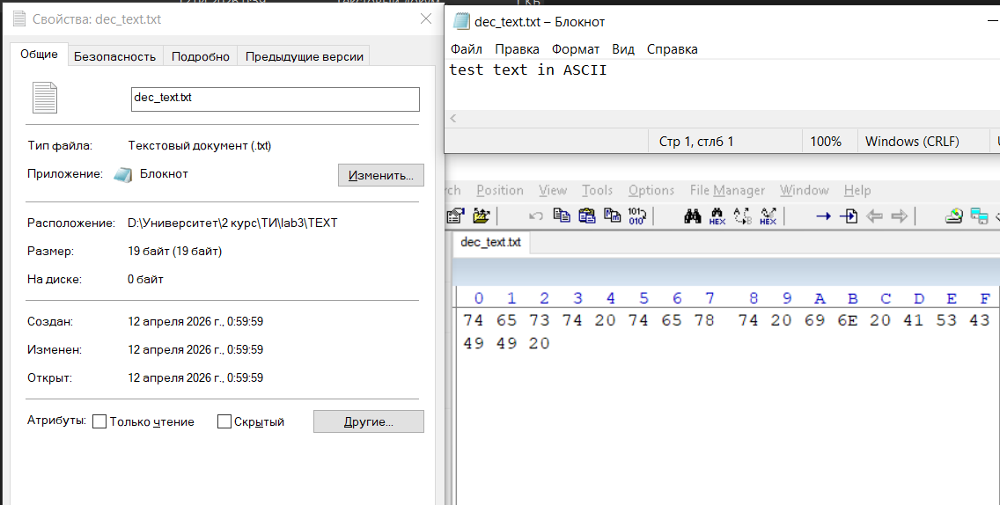 Свойства: dec_text.txt
Общие
Безопасность
Подробно
Предыдущие версии
dec_text.txt
Тип файла: Текстовый документ (.txt)
Приложение: Блокнот
Изменить...
Расположение: D:\Университет\2 курс\ТИ\lab3\TEXT
Размер: 19 байт (19 байт)
На диске: 0 байт
Создан: 12 апреля 2026 г., 0:59:59
Изменен: 12 апреля 2026 г., 0:59:59
Открыт: 12 апреля 2026 г., 0:59:59
Атрибуты: Только чтение Скрытый Другие...
dec_text.txt – Блокнот
Файл Правка Формат Вид Справка
test text in ASCII
Стр 1, стлб 1 100% Windows (CRLF)
Position View Tools Options File Manager Window Help
dec_text.txt
0 1 2 3 4 5 6 7 8 9 A B C D E F
74 65 73 74 20 74 65 78 74 20 69 6E 20 41 53 43
49 49 20